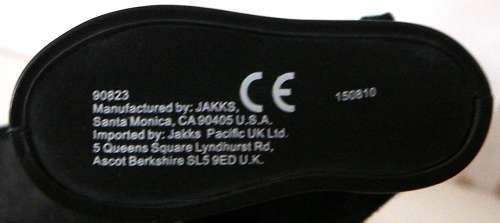 90823
Manufactured by: JAKKS,
Santa Monica, CA 90405 U.S.A.
Imported by: Jakks Pacific UK Ltd.
5 Queens Square Lyndhurst Rd,
Ascot Berkshire SL5 9ED U.K.
CE
150810